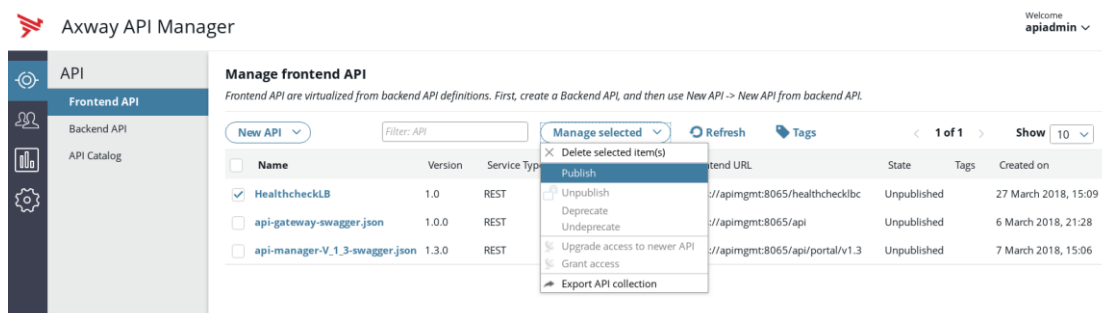 Axway API Manager
Welcome
apiadmin
API
Frontend API
Backend API
API Catalog
Manage frontend API
Frontend API are virtualized from backend API definitions. First, create a Backend API, and then use New API -> New API from backend API.
New API
Filter: API
Manage selected
Refresh
Tags
1 of 1
Show 10
Delete selected item(s)
Publish
Unpublish
Deprecate
Undeprecate
Upgrade access to newer API
Grant access
Export API collection
Name Version Service Typ tend URL State Tags Created on
HealthcheckLB 1.0 REST ://apimgmt:8065/healthchecklbc Unpublished 27 March 2018, 15:09
api-gateway-swagger.json 1.0.0 REST ://apimgmt:8065/api Unpublished 6 March 2018, 21:28
api-manager-V_1_3-swagger.json 1.3.0 REST ://apimgmt:8065/api/portal/v1.3 Unpublished 7 March 2018, 15:06